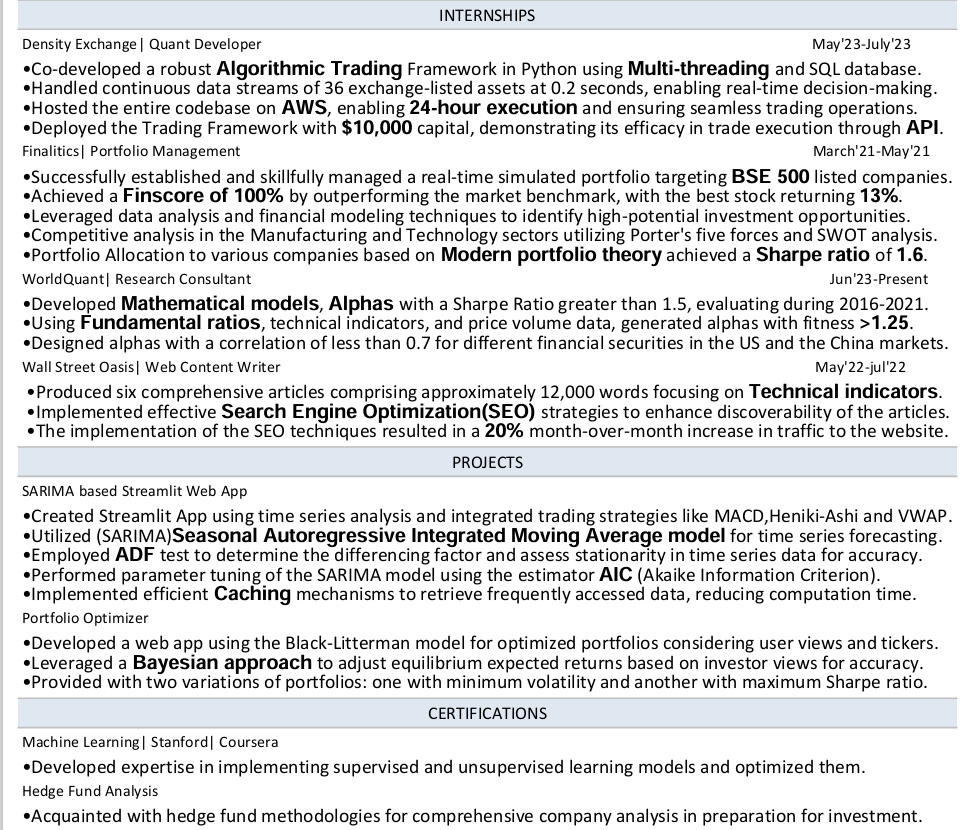 INTERNSHIPS
Density Exchange| Quant Developer May'23-July'23
•Co-developed a robust Algorithmic Trading Framework in Python using Multi-threading and SQL database.
•Handled continuous data streams of 36 exchange-listed assets at 0.2 seconds, enabling real-time decision-making.
•Hosted the entire codebase on AWS, enabling 24-hour execution and ensuring seamless trading operations.
•Deployed the Trading Framework with $10,000 capital, demonstrating its efficacy in trade execution through API.
Finalitics| Portfolio Management March'21-May'21
•Successfully established and skillfully managed a real-time simulated portfolio targeting BSE 500 listed companies.
•Achieved a Finscore of 100% by outperforming the market benchmark, with the best stock returning 13%.
•Leveraged data analysis and financial modeling techniques to identify high-potential investment opportunities.
•Competitive analysis in the Manufacturing and Technology sectors utilizing Porter's five forces and SWOT analysis.
•Portfolio Allocation to various companies based on Modern portfolio theory achieved a Sharpe ratio of 1.6.
WorldQuant| Research Consultant Jun'23-Present
•Developed Mathematical models, Alphas with a Sharpe Ratio greater than 1.5, evaluating during 2016-2021.
•Using Fundamental ratios, technical indicators, and price volume data, generated alphas with fitness >1.25.
•Designed alphas with a correlation of less than 0.7 for different financial securities in the US and the China markets.
Wall Street Oasis| Web Content Writer May'22-jul'22
•Produced six comprehensive articles comprising approximately 12,000 words focusing on Technical indicators.
•Implemented effective Search Engine Optimization(SEO) strategies to enhance discoverability of the articles.
•The implementation of the SEO techniques resulted in a 20% month-over-month increase in traffic to the website.
PROJECTS
SARIMA based Streamlit Web App
•Created Streamlit App using time series analysis and integrated trading strategies like MACD,Heniki-Ashi and VWAP.
•Utilized (SARIMA)Seasonal Autoregressive Integrated Moving Average model for time series forecasting.
•Employed ADF test to determine the differencing factor and assess stationarity in time series data for accuracy.
•Performed parameter tuning of the SARIMA model using the estimator AIC (Akaike Information Criterion).
•Implemented efficient Caching mechanisms to retrieve frequently accessed data, reducing computation time.
Portfolio Optimizer
•Developed a web app using the Black-Litterman model for optimized portfolios considering user views and tickers.
•Leveraged a Bayesian approach to adjust equilibrium expected returns based on investor views for accuracy.
•Provided with two variations of portfolios: one with minimum volatility and another with maximum Sharpe ratio.
CERTIFICATIONS
Machine Learning| Stanford| Coursera
•Developed expertise in implementing supervised and unsupervised learning models and optimized them.
Hedge Fund Analysis
•Acquainted with hedge fund methodologies for comprehensive company analysis in preparation for investment.